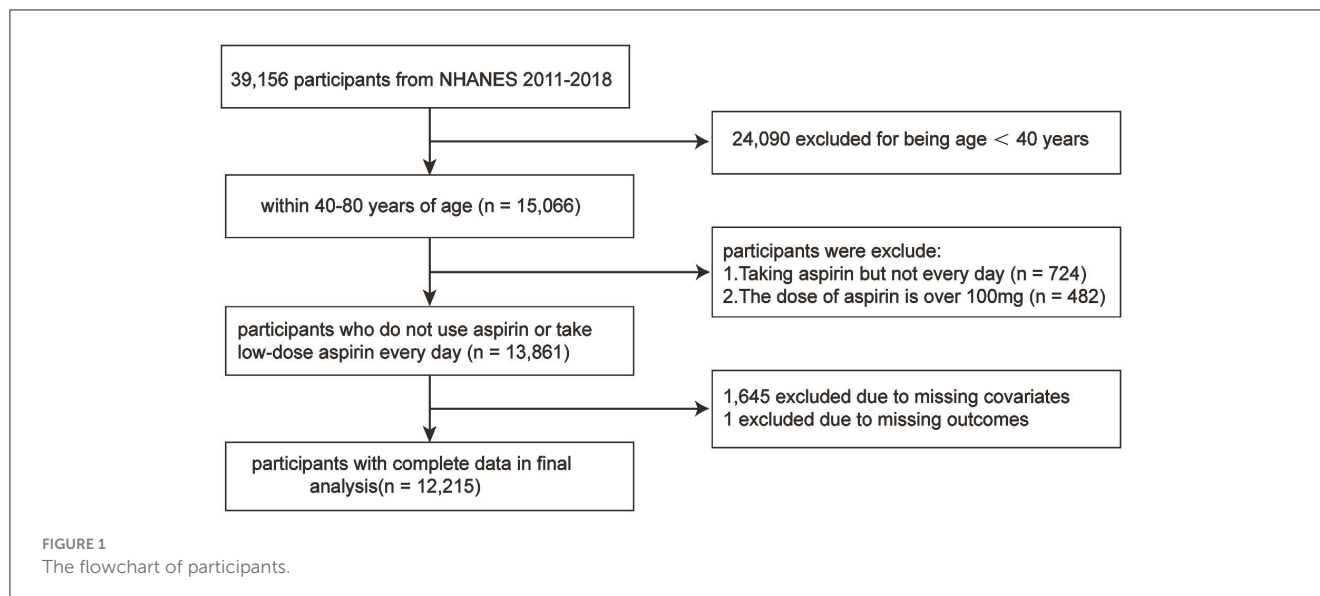 39,156 participants from NHANES 2011-2018
24,090 excluded for being age < 40 years
within 40-80 years of age (n = 15,066)
participants were exclude:
1.Taking aspirin but not every day (n = 724)
2.The dose of aspirin is over 100mg (n = 482)
participants who do not use aspirin or take
low-dose aspirin every day (n = 13,861)
1,645 excluded due to missing covariates
1 excluded due to missing outcomes
participants with complete data in final
analysis(n = 12,215)
FIGURE 1
The flowchart of participants.